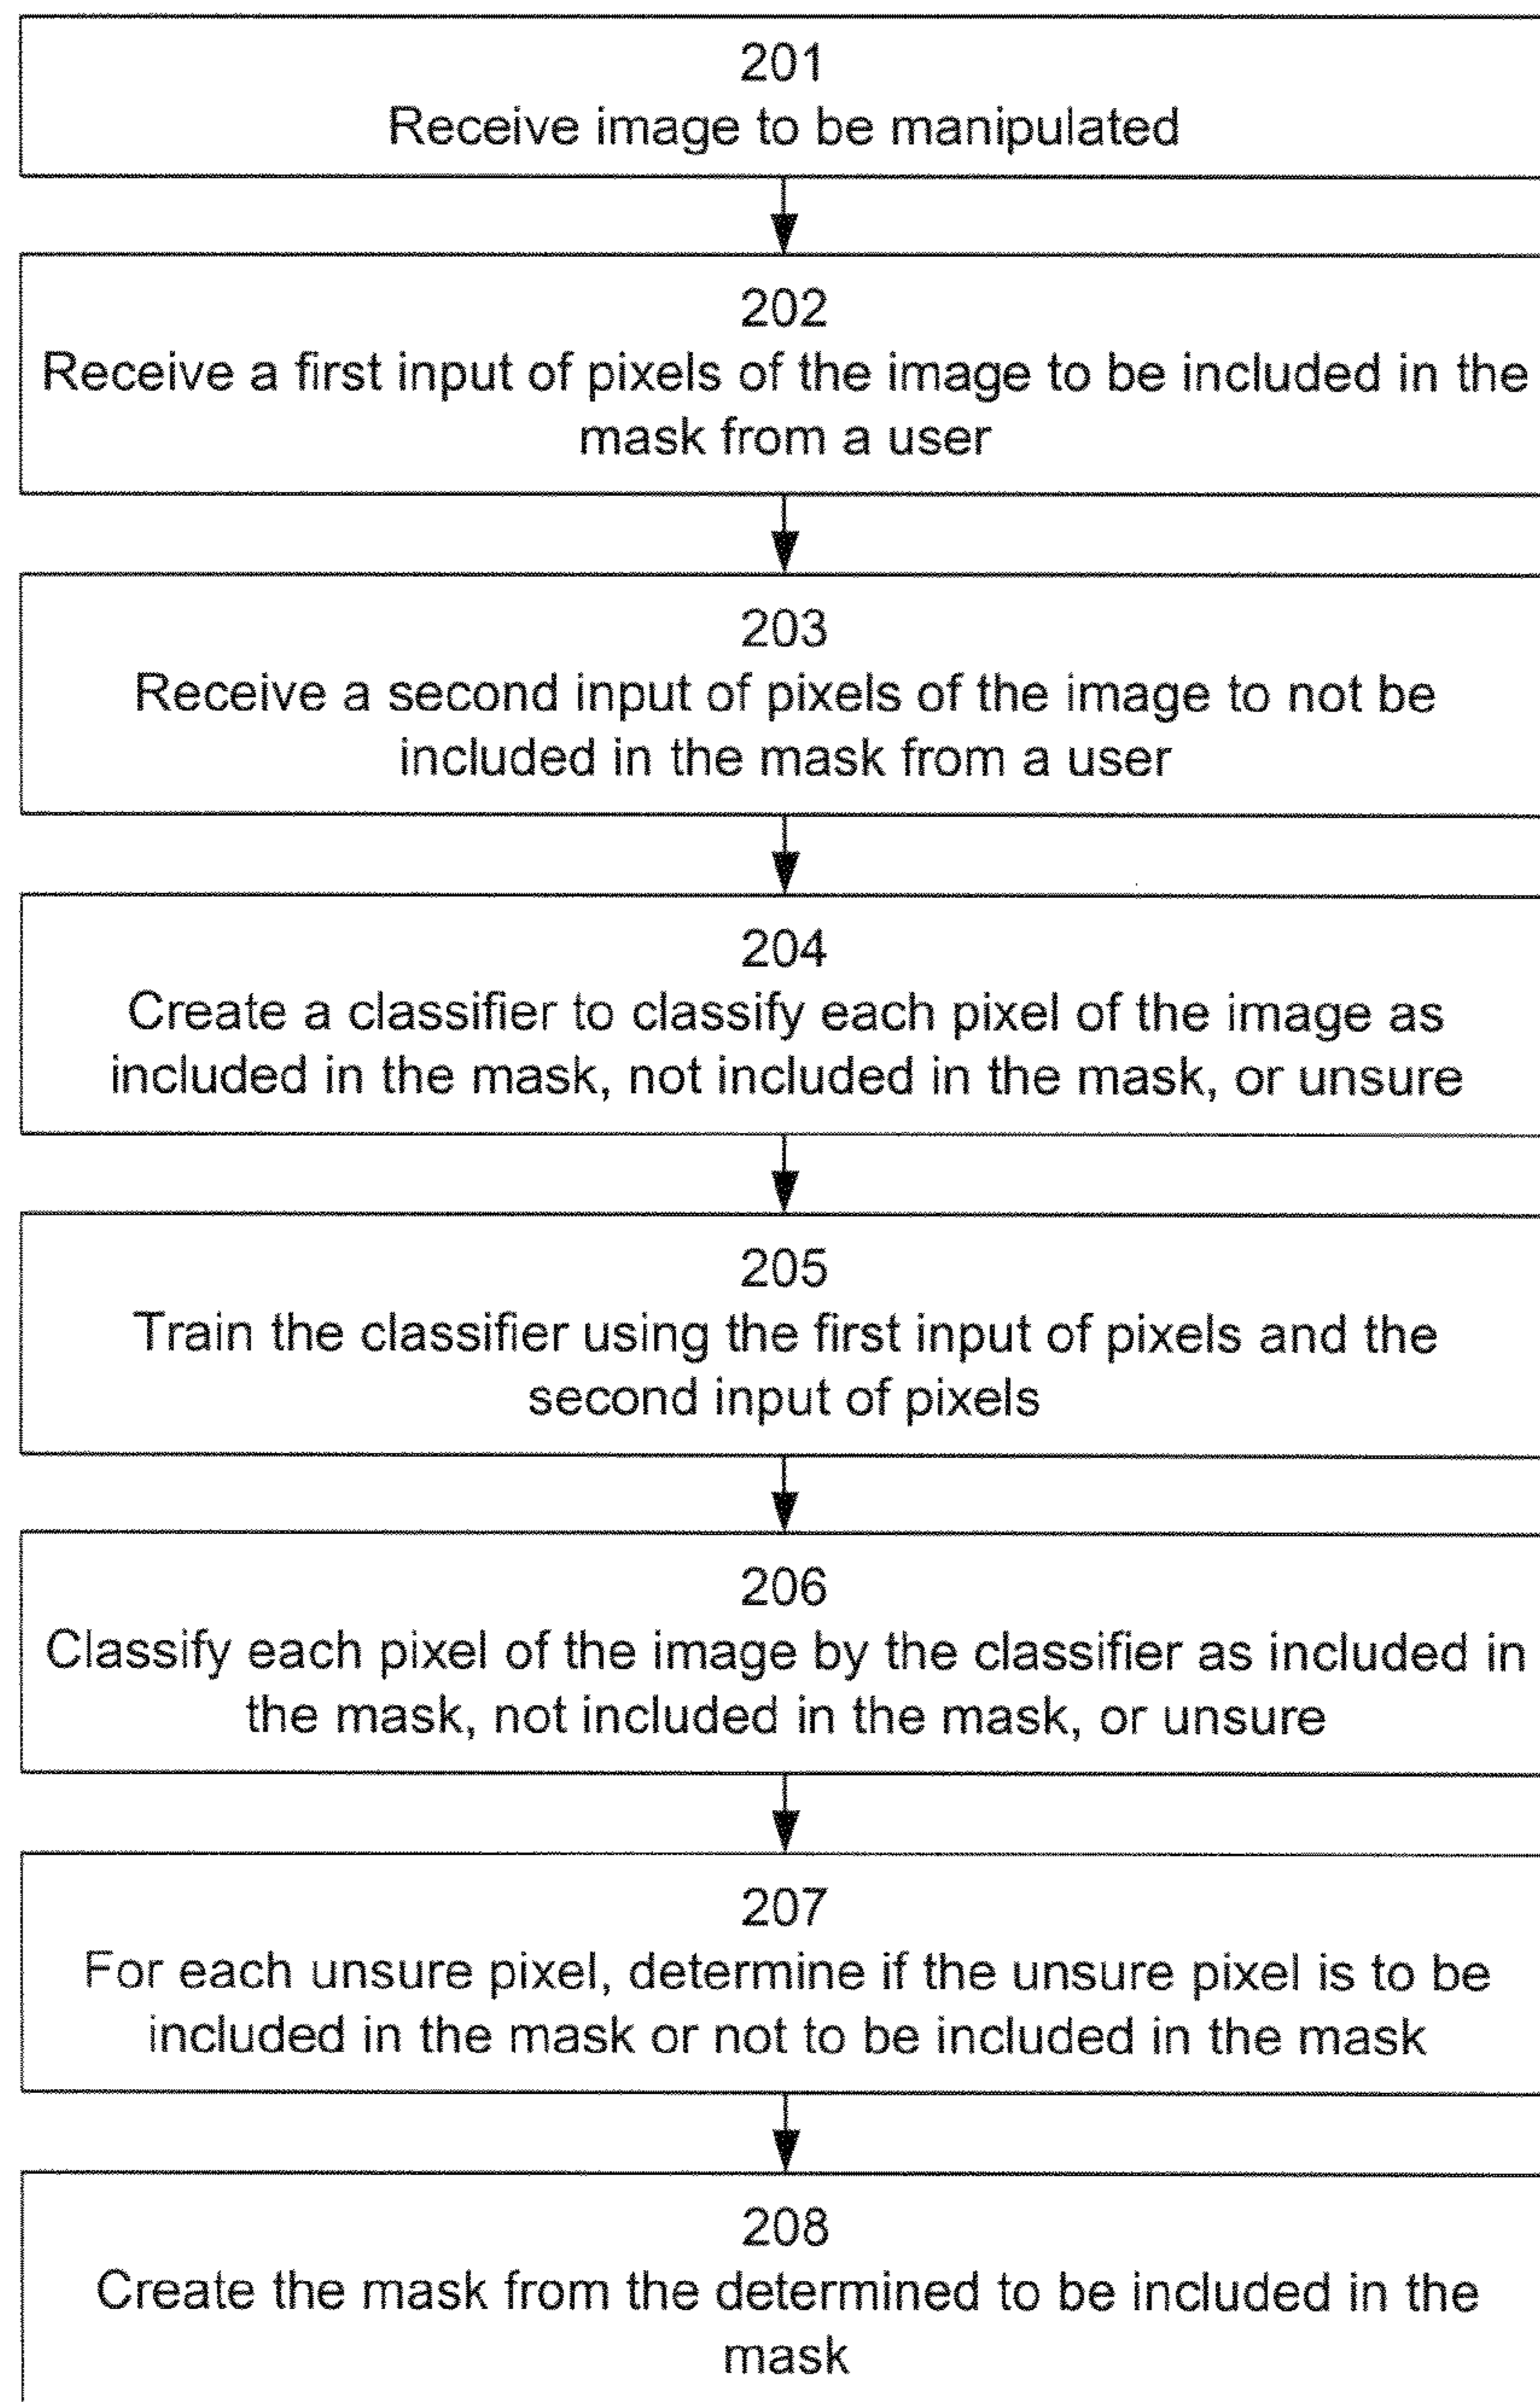 201
Receive image to be manipulated
202
Receive a first input of pixels of the image to be included in the
mask from a user
203
Receive a second input of pixels of the image to not be
included in the mask from a user
204
Create a classifier to classify each pixel of the image as
included in the mask, not included in the mask, or unsure
205
Train the classifier using the first input of pixels and the
second input of pixels
206
Classify each pixel of the image by the classifier as included in
the mask, not included in the mask, or unsure
207
For each unsure pixel, determine if the unsure pixel is to be
included in the mask or not to be included in the mask
208
Create the mask from the determined to be included in the
mask